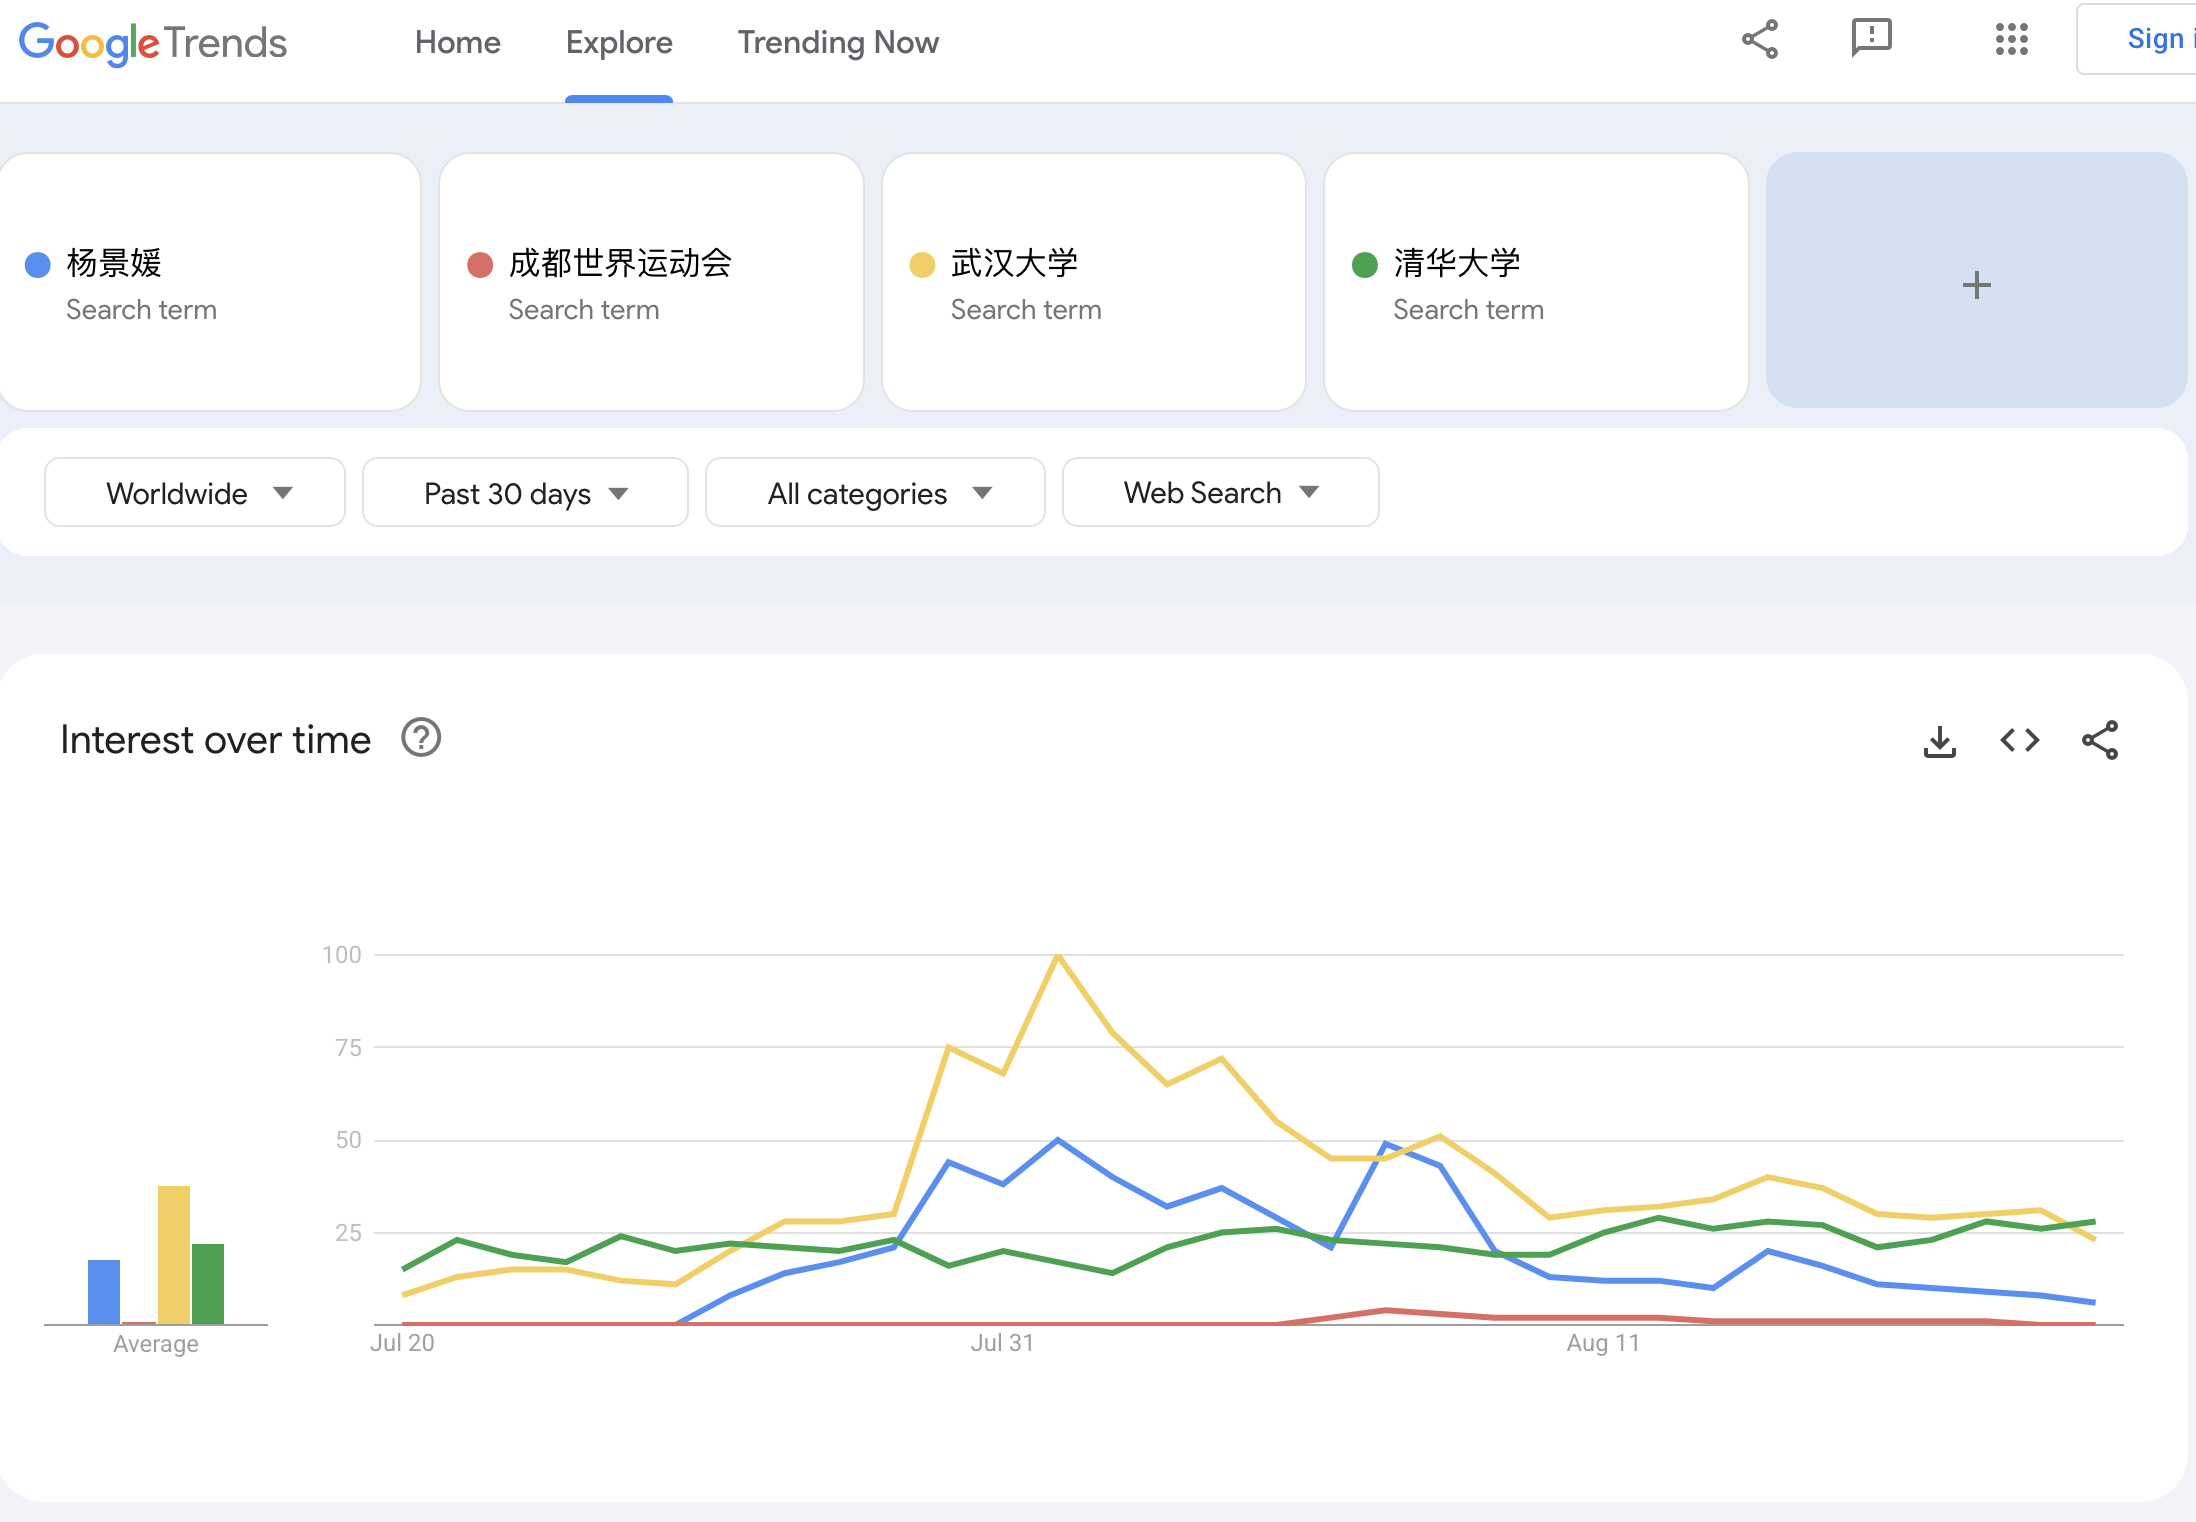 Google Trends
Home
Explore
Trending Now
Sign i
杨景媛
Search term
成都世界运动会
Search term
武汉大学
Search term
清华大学
Search term
Worldwide
Past 30 days
All categories
Web Search
Interest over time
100
75
50
25
Average
Jul 20
Jul 31
Aug 11